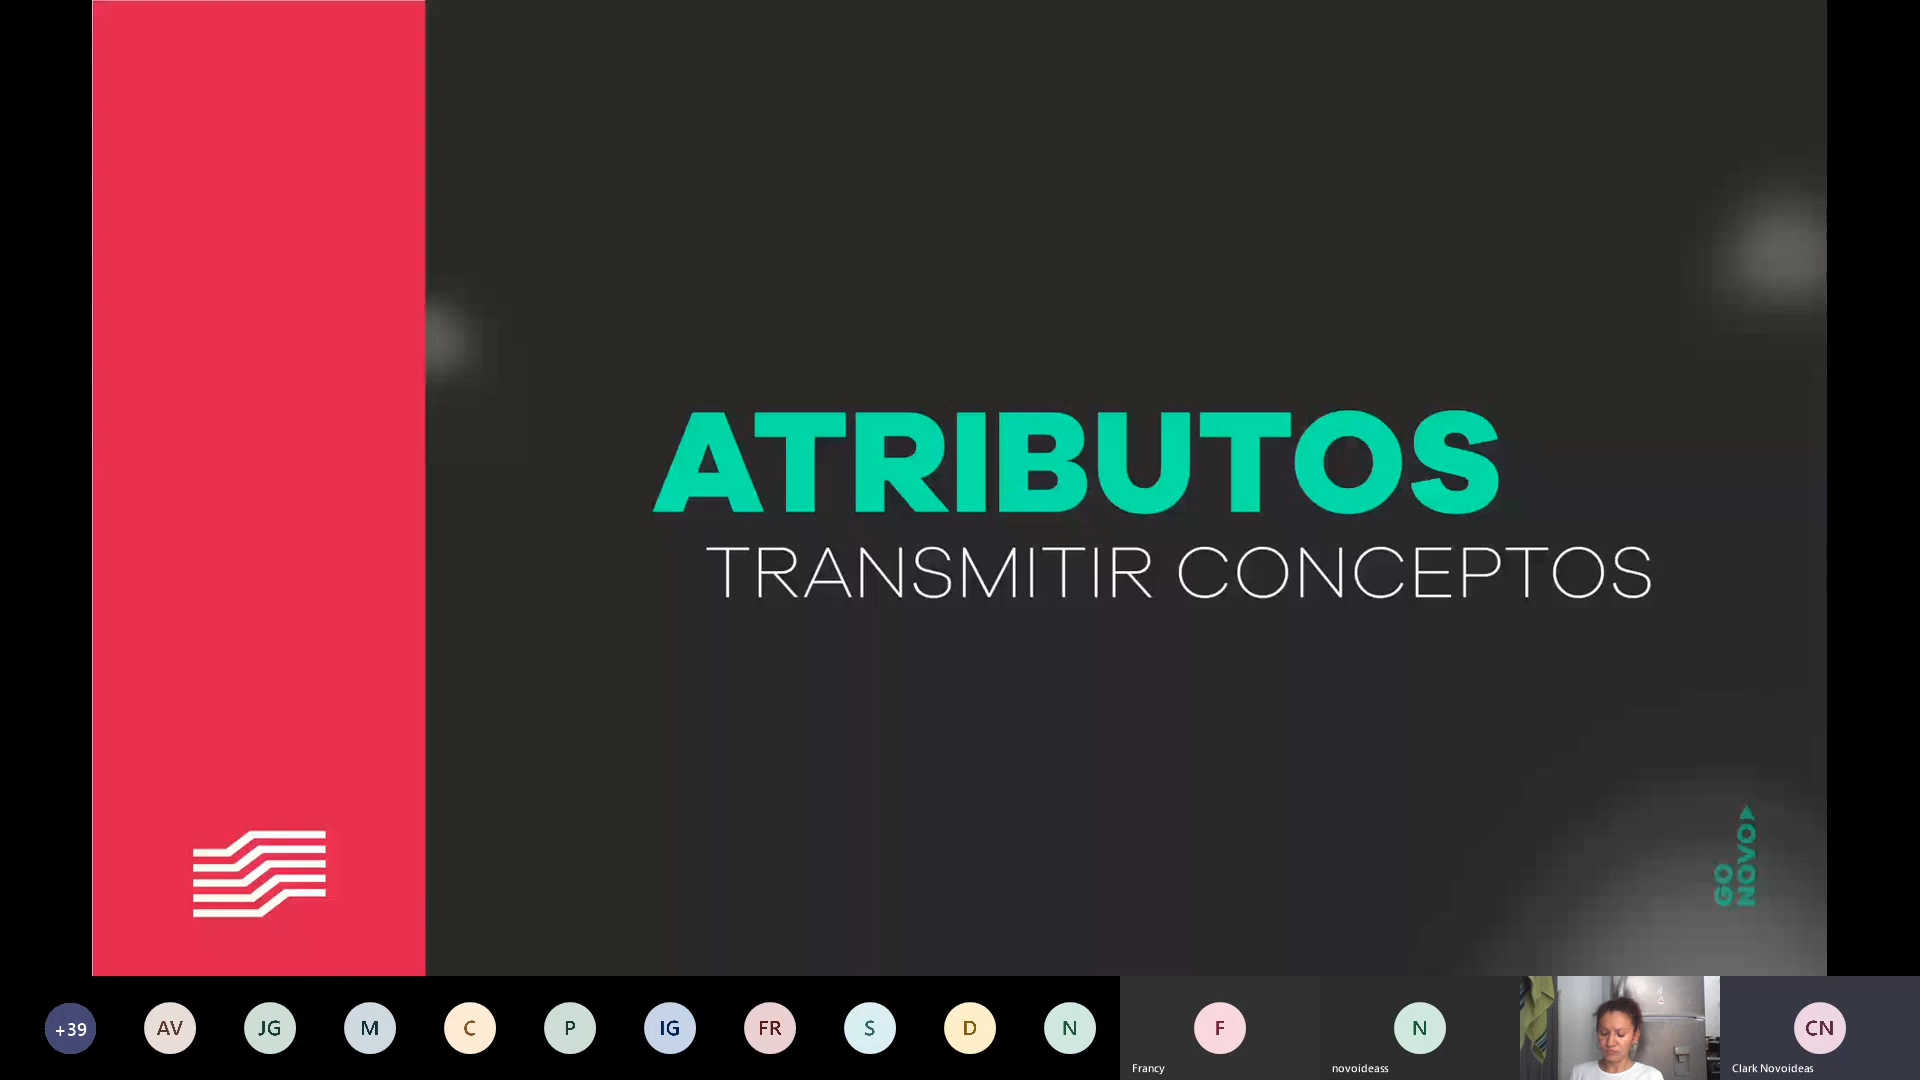 ATRIBUTOS
TRANSMITIR CONCEPTOS
GO
NOVO
+39
AV
JG
M
C
P
IG
FR
S
D
N
F
N
CN
Francy
novoideass
Clark Novoideas